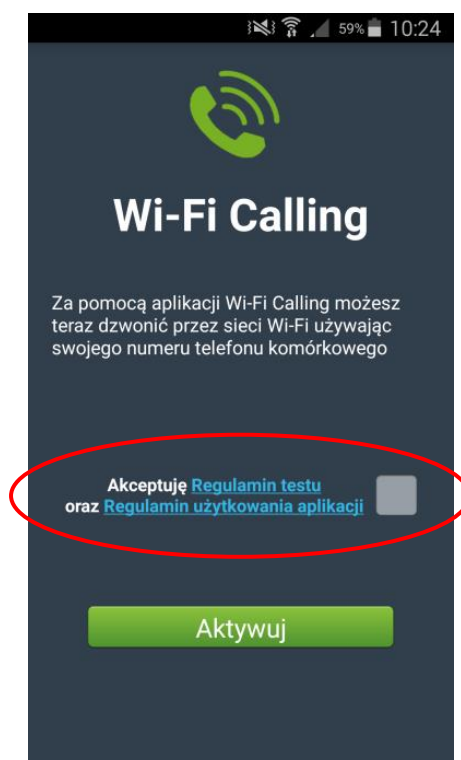 59% 10:24
Wi-Fi Calling
Za pomocą aplikacji Wi-Fi Calling możesz
teraz dzwonić przez sieci Wi-Fi używając
swojego numeru telefonu komórkowego
Akceptuję Regulamin testu
oraz Regulamin użytkowania aplikacji
Aktywuj